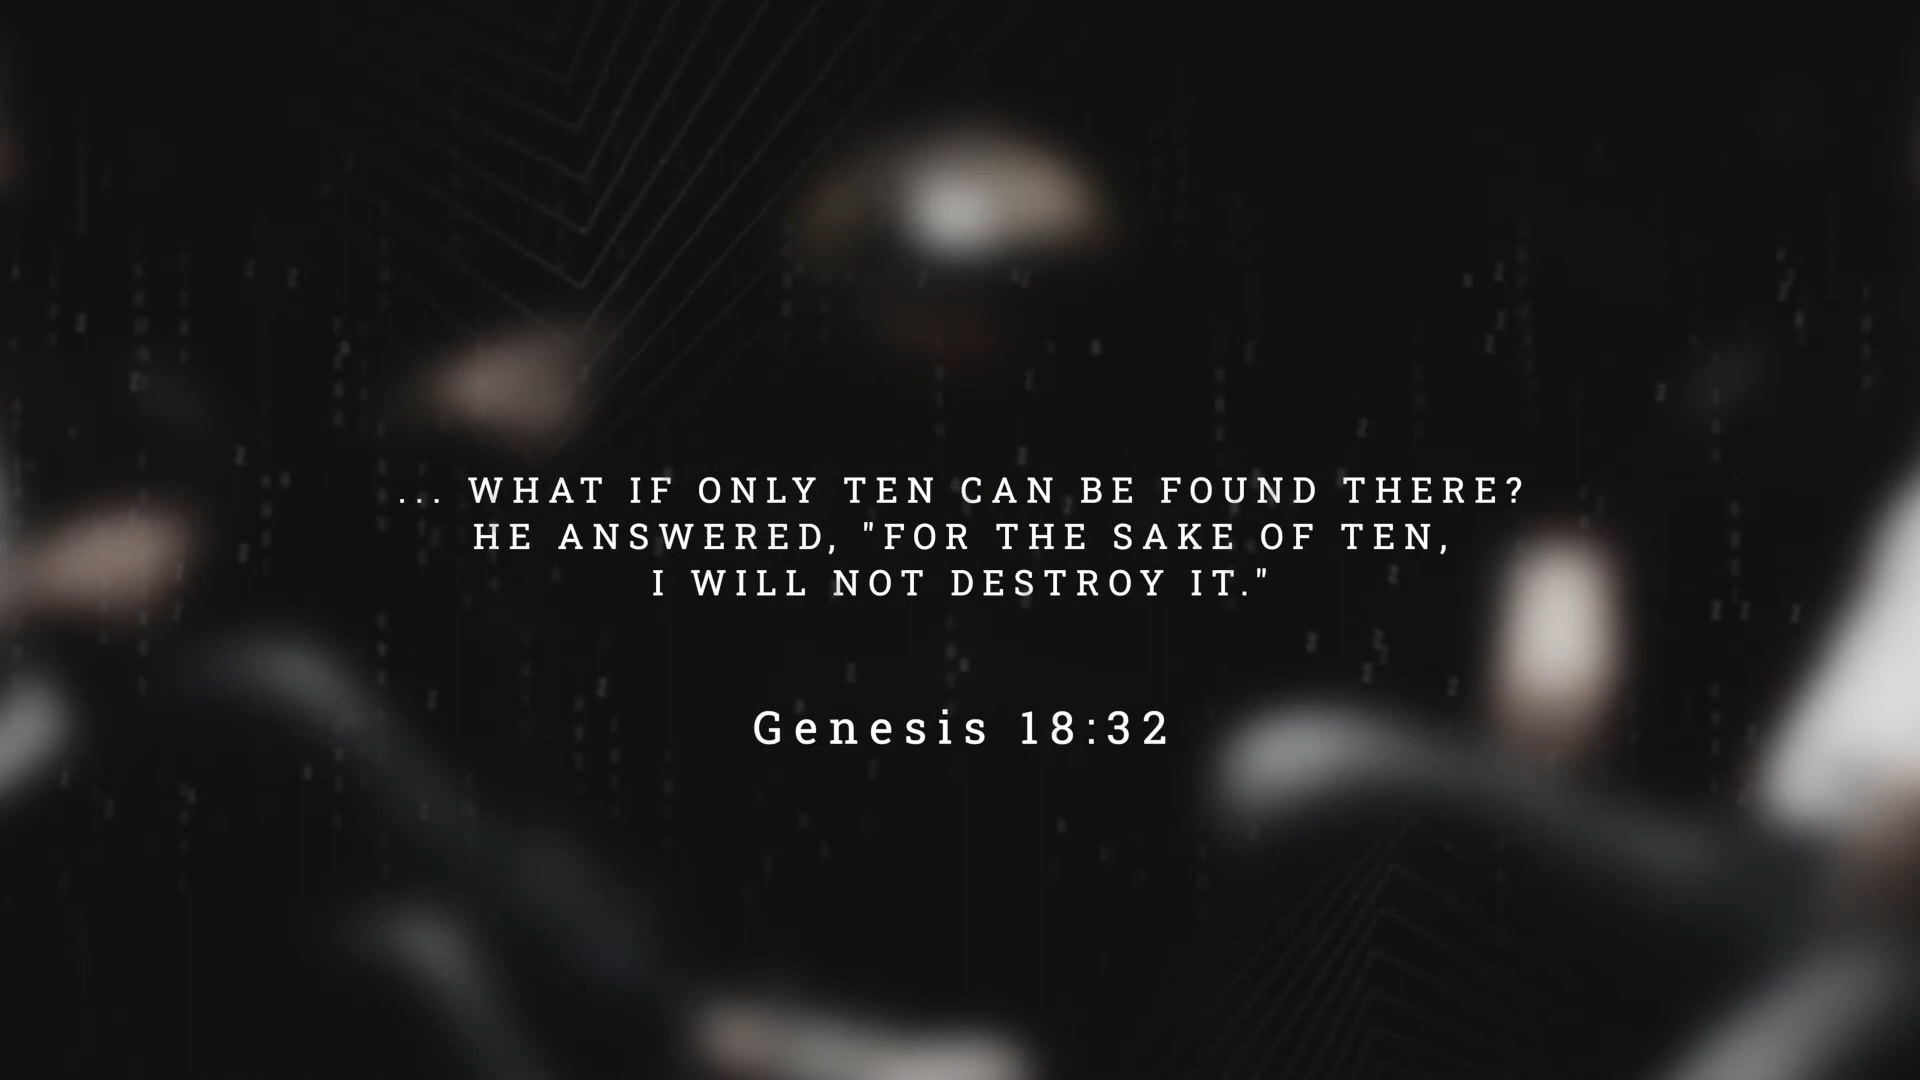 ... WHAT IF ONLY TEN CAN BE FOUND THERE?
HE ANSWERED, "FOR THE SAKE OF TEN,
I WILL NOT DESTROY IT."
Genesis 18:32